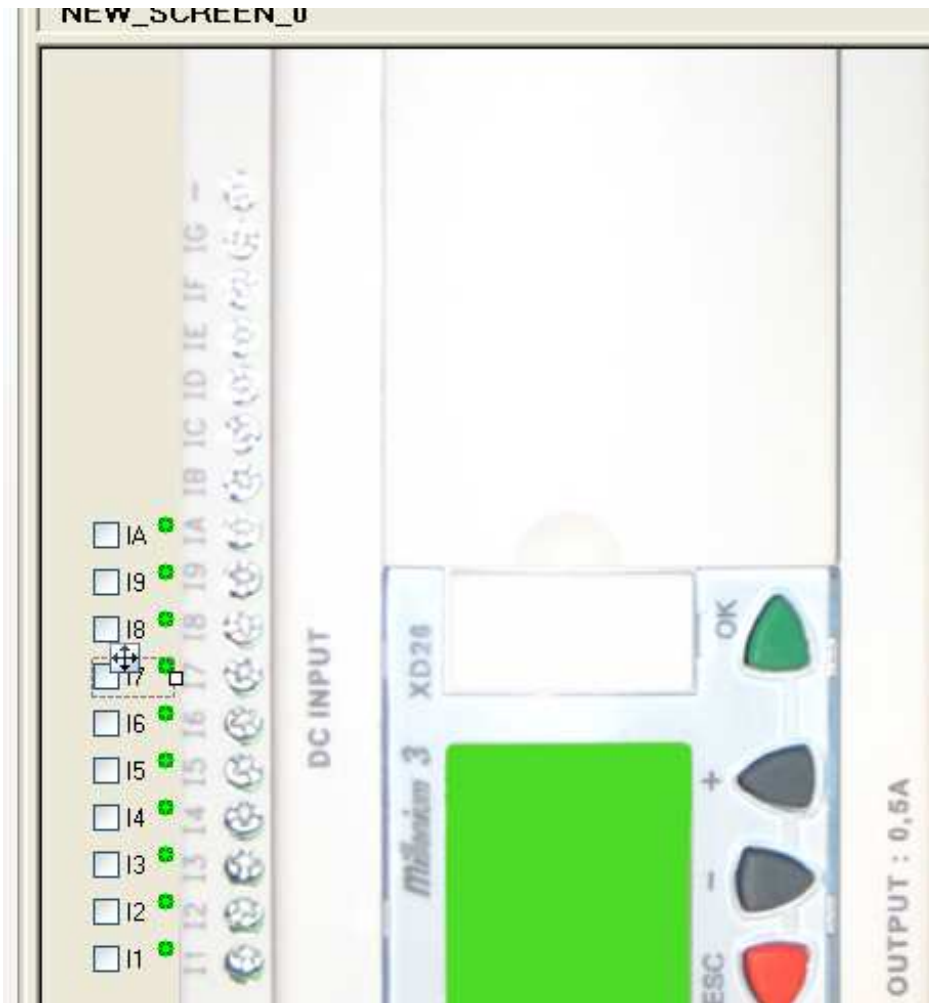 NEW_SCREEN_0
IA
I9
I8
I7
I6
I5
I4
I3
I2
I1
I1 I2 I3 I4 I5 I6 I7 I8 I9 IA IB IC ID IE IF IG -
DC INPUT
Millenium 3 XD26
ESC - + OK
OUTPUT : 0,5A